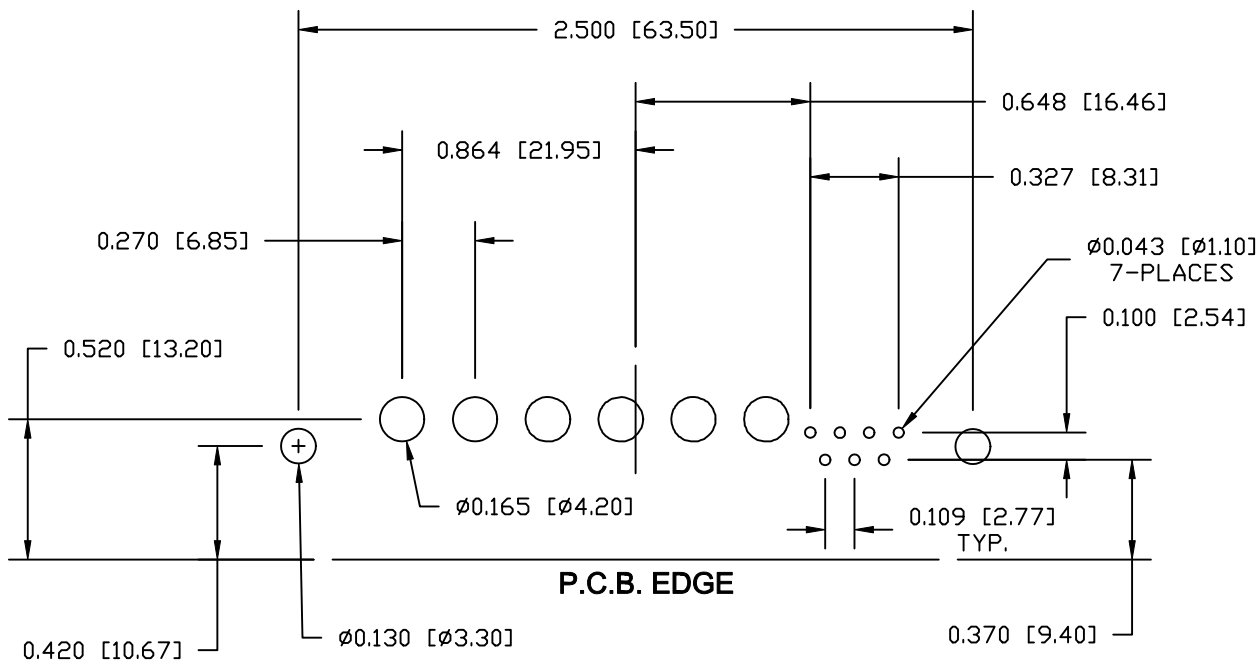 2.500 [63.50]
0.648 [16.46]
0.864 [21.95]
0.327 [8.31]
0.270 [6.85]
ø0.043 [ø1.10]
7-PLACES
0.100 [2.54]
0.520 [13.20]
ø0.165 [ø4.20]
0.109 [2.77]
TYP.
P.C.B. EDGE
0.420 [10.67]
ø0.130 [ø3.30]
0.370 [9.40]